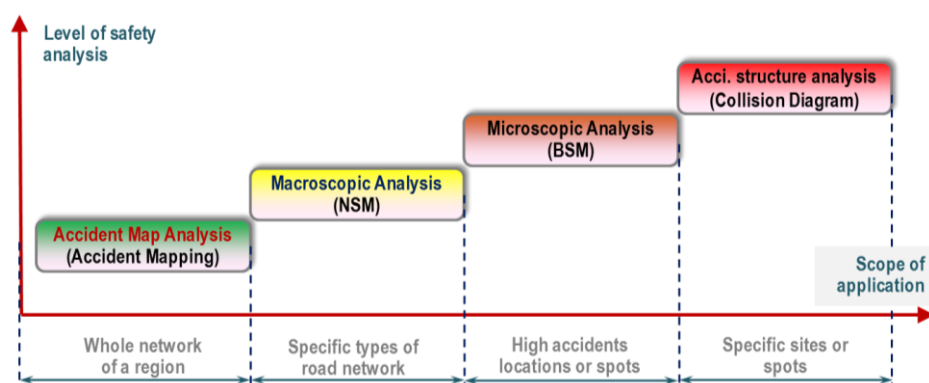 Level of safety
analysis
Acci. structure analysis
(Collision Diagram)
Microscopic Analysis
(BSM)
Macroscopic Analysis
(NSM)
Accident Map Analysis
(Accident Mapping)
Scope of
application
Whole network
of a region
Specific types of
road network
High accidents
locations or spots
Specific sites or
spots